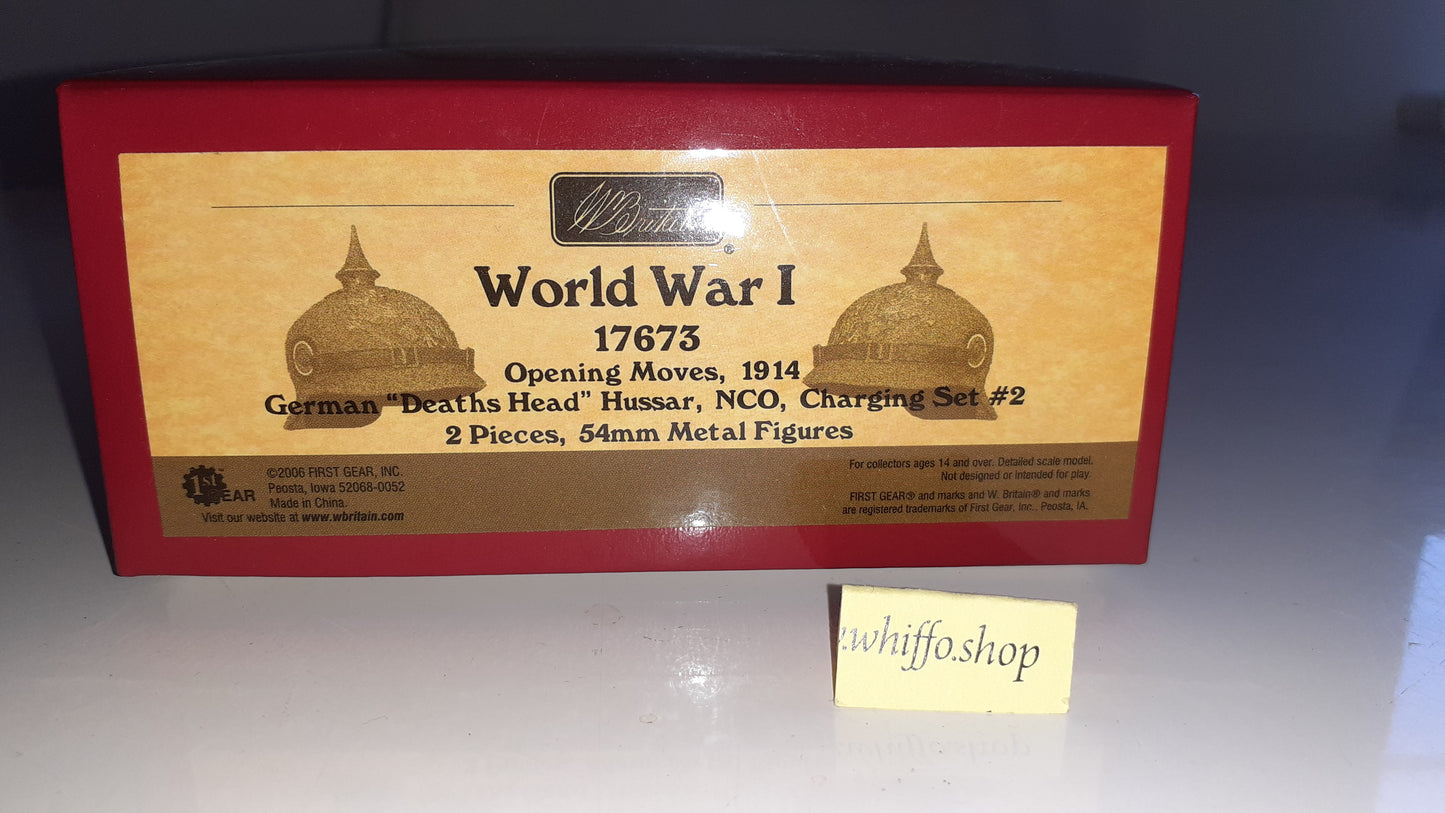 W Britain
®
World War I
17673
Opening Moves, 1914
German “Deaths Head” Hussar, NCO, Charging Set #2
2 Pieces, 54mm Metal Figures
1st GEAR
©2006 FIRST GEAR, INC.
Peosta, Iowa 52068-0052
Made in China.
Visit our website at www.wbritain.com
For collectors ages 14 and over. Detailed scale model.
Not designed or intended for play.
FIRST GEAR® and marks and W. Britain® and marks
are registered trademarks of First Gear, Inc., Peosta, IA.
.whiffo.shop